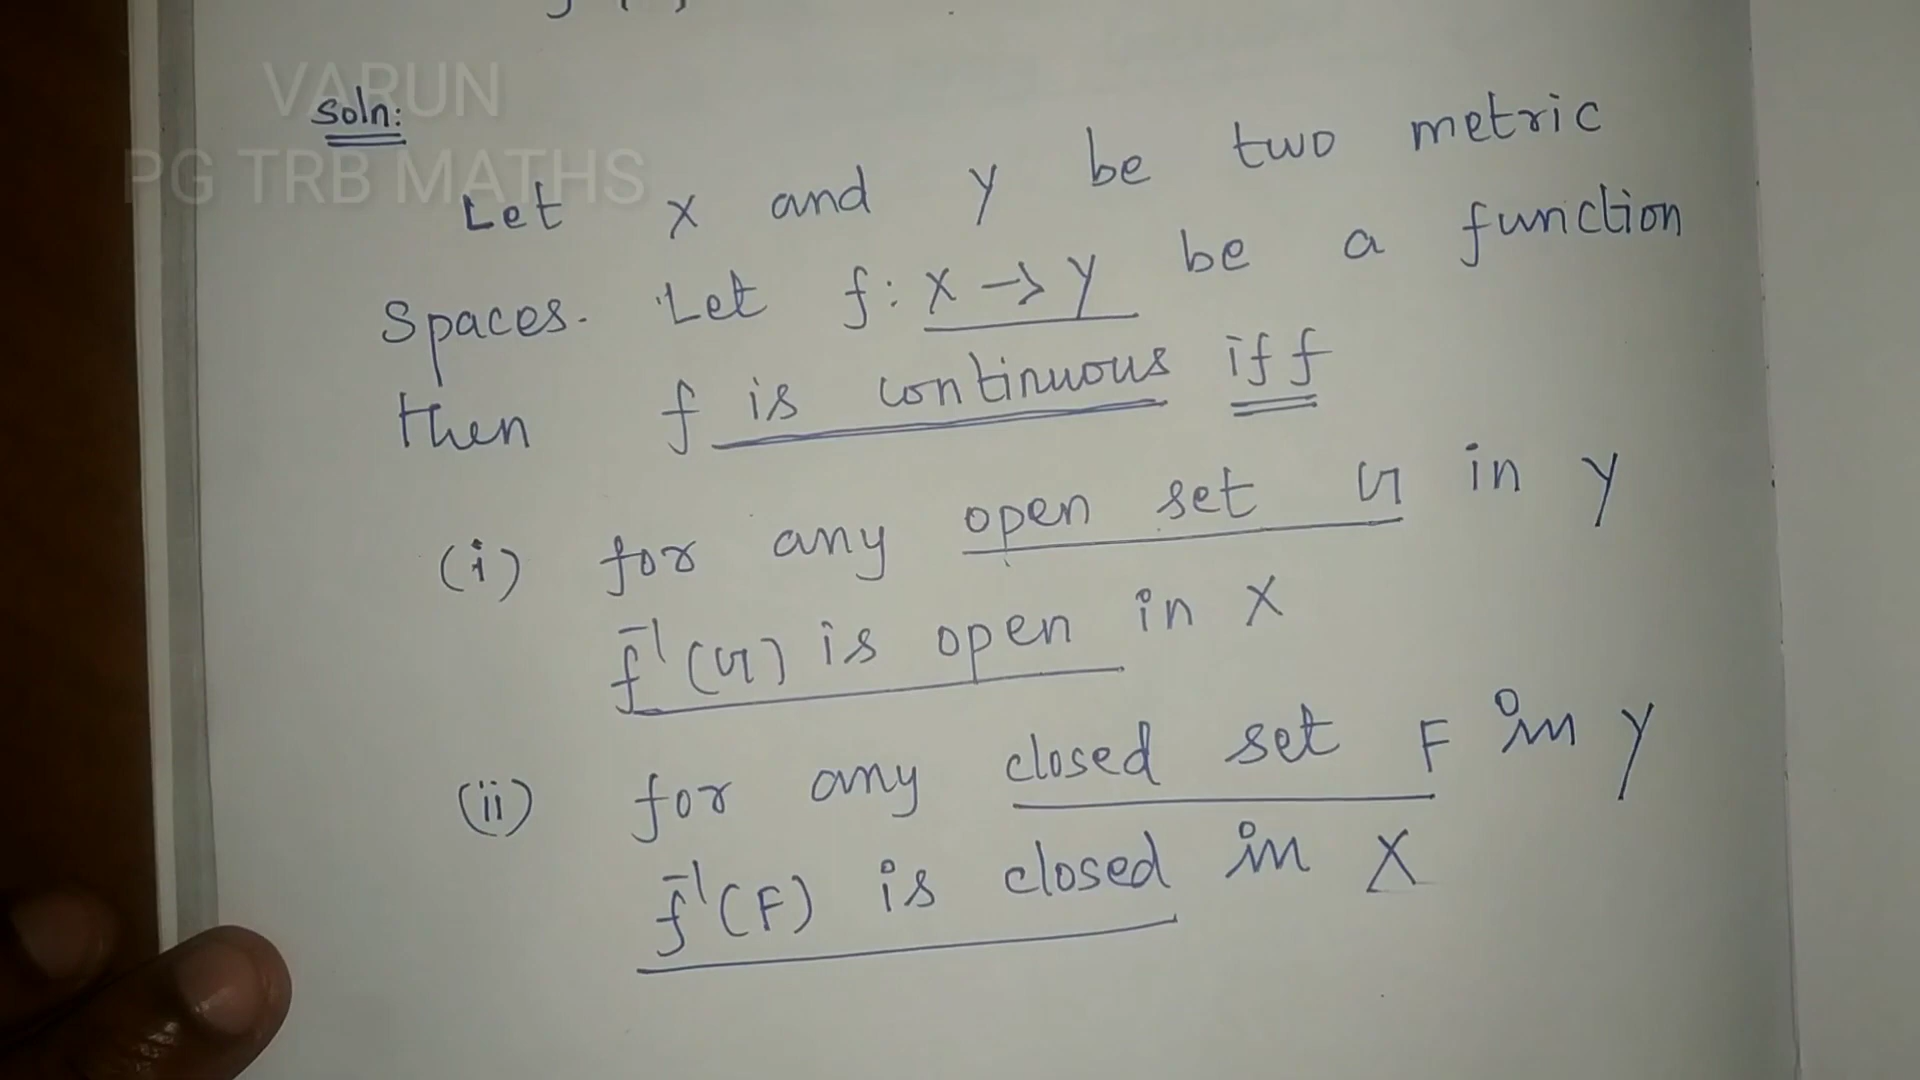 VARUN
PG TRB MATHS
Soln:
Let X and Y be two metric
Spaces. Let f: X → Y be a function
then f is continuous iff
(i) for any open set G in Y
f⁻¹(G) is open in X
(ii) for any closed set F in Y
f⁻¹(F) is closed in X